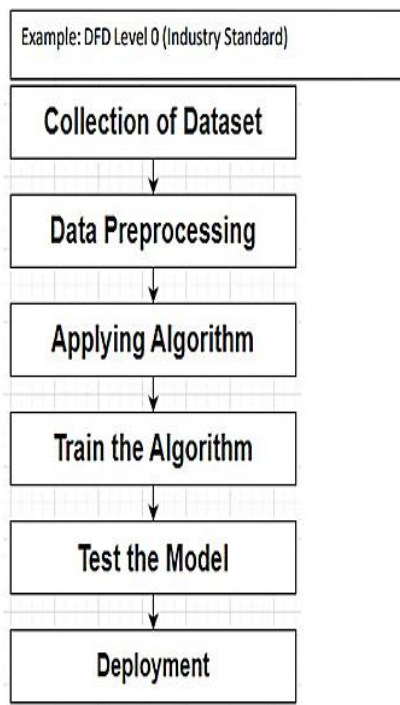 Example: DFD Level 0 (Industry Standard)
Collection of Dataset
Data Preprocessing
Applying Algorithm
Train the Algorithm
Test the Model
Deployment